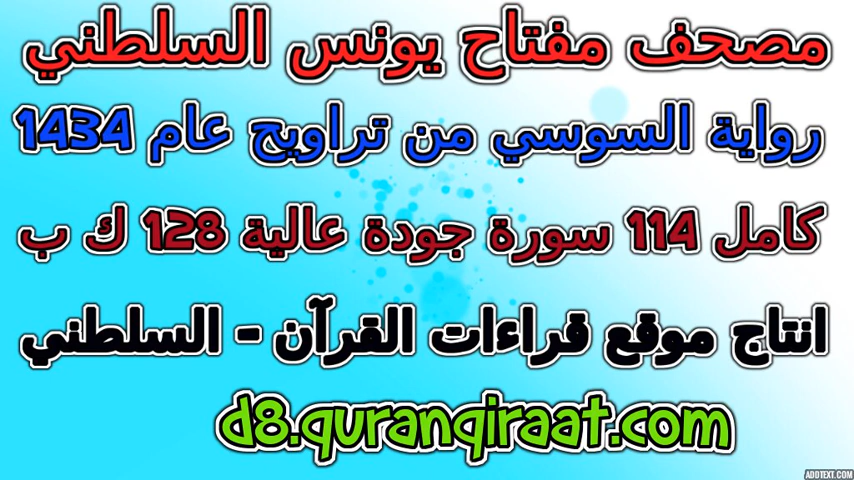 مصحف مفتاح يونس السلطني
رواية السوسي من تراويح عام 1434
كامل 114 سورة جودة عالية 128 ك ب
انتاج موقع قراءات القرآن - السلطني
d8.quranqiraat.com
ADDTEXT.COM